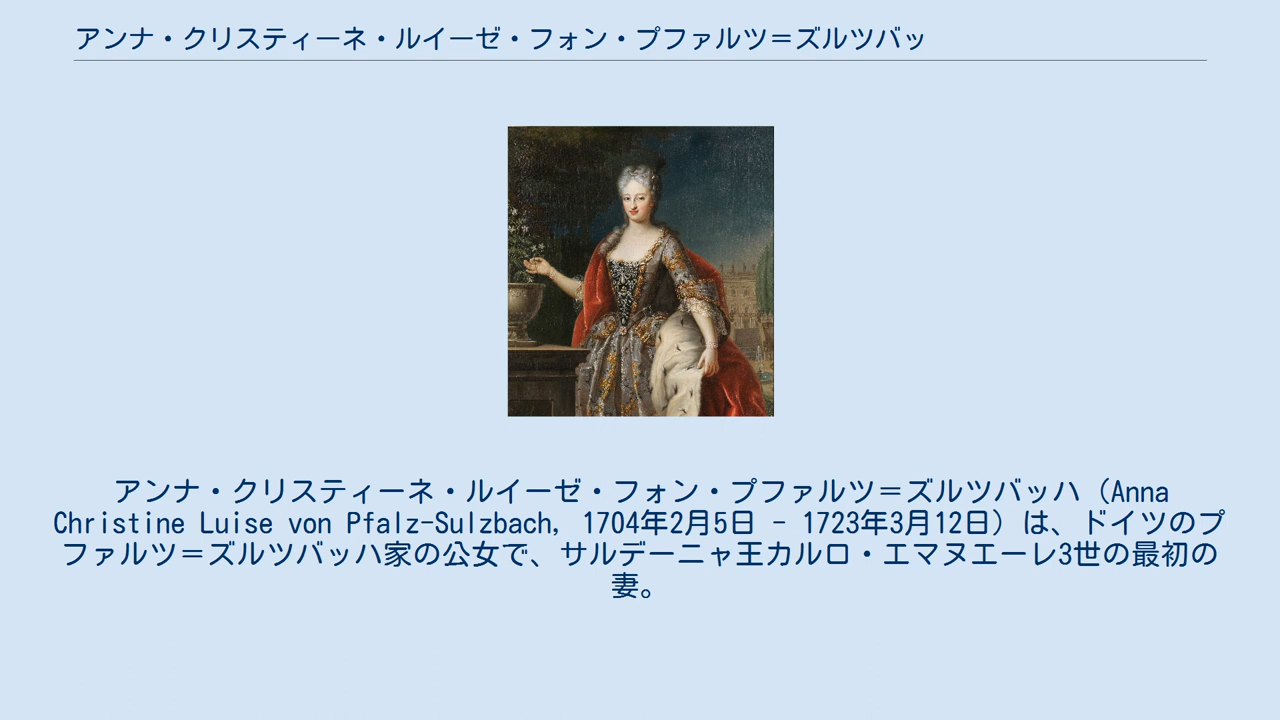 アンナ・クリスティーネ・ルイーゼ・フォン・プファルツ＝ズルツバッ
アンナ・クリスティーネ・ルイーゼ・フォン・プファルツ＝ズルツバッハ（Anna
Christine Luise von Pfalz-Sulzbach, 1704年2月5日 - 1723年3月12日）は、ドイツのプ
ファルツ＝ズルツバッハ家の公女で、サルデーニャ王カルロ・エマヌエーレ3世の最初の
妻。